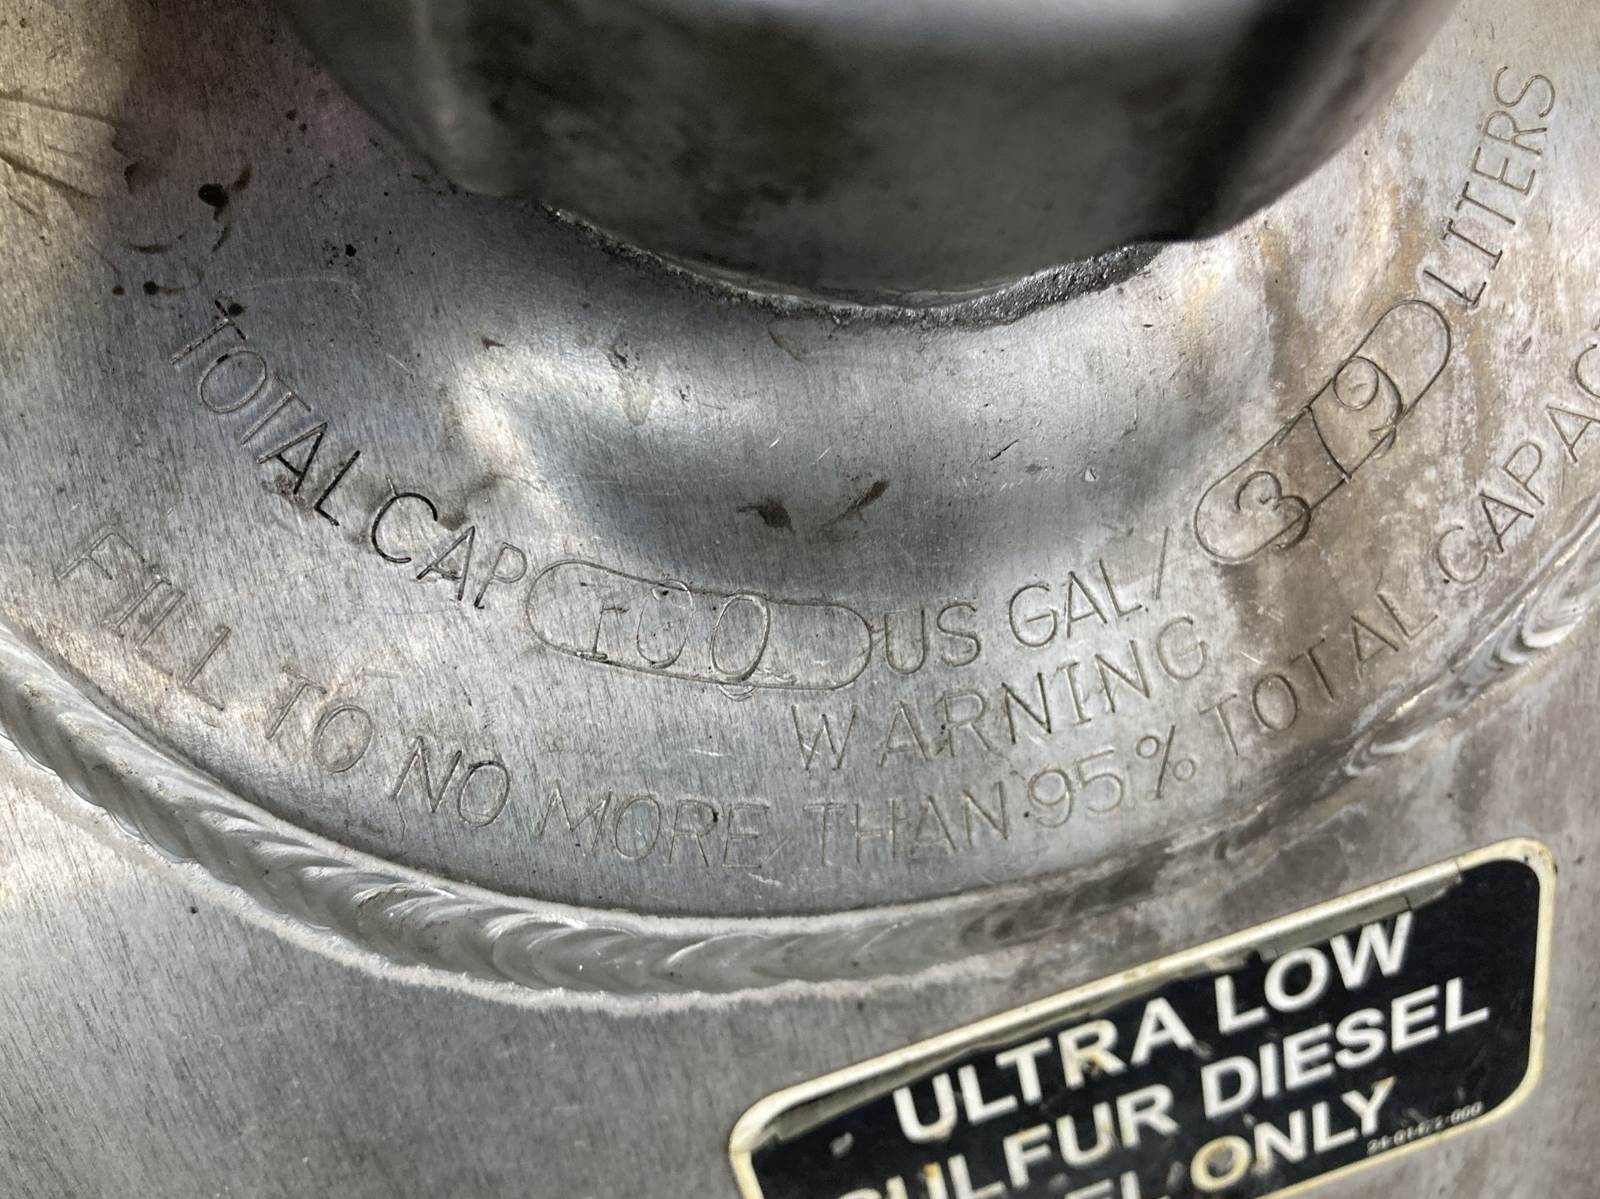 TOTAL CAP 100 US GAL/ 379 LITERS
WARNING
FILL TO NO MORE THAN 95% TOTAL CAPAC
ULTRA LOW
SULFUR DIESEL
EL ONLY